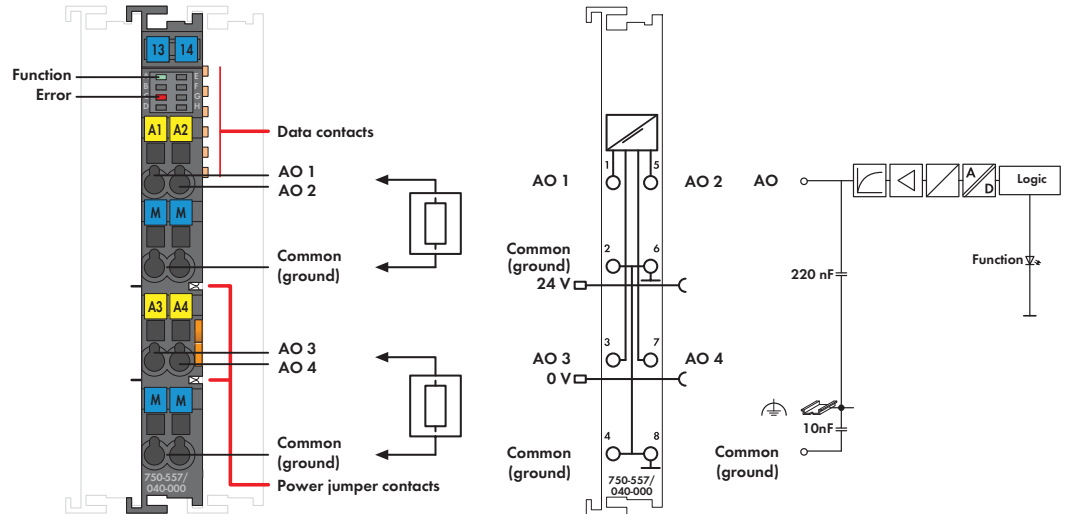 13 14
Function
Error
A E
B F
C G
D H
A1 A2
Data contacts
AO 1
AO 2
M M
Common
(ground)
A3 A4
AO 3
AO 4
M M
Common
(ground)
750-557/
040-000
Power jumper contacts
1 5
AO 1 AO 2
Common
(ground)
2 6
24 V
3 7
AO 3 AO 4
0 V
4 8
Common
(ground)
750-557/
040-000
AO
A
D
Logic
Function
220 nF
10nF
Common
(ground)